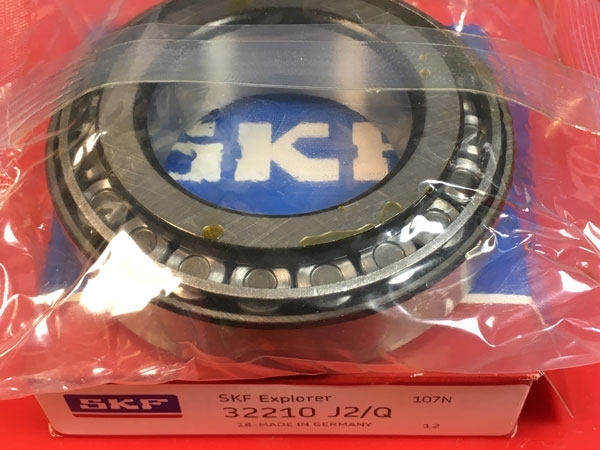 SKF
SKF
SKF Explorer
107N
32210 J2/Q
18-MADE IN GERMANY
12